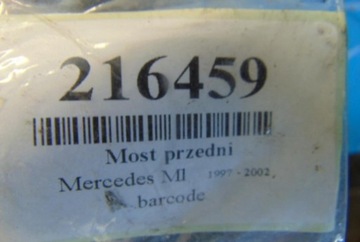 216459
Most przedni
Mercedes Ml 1997 - 2002
barcode